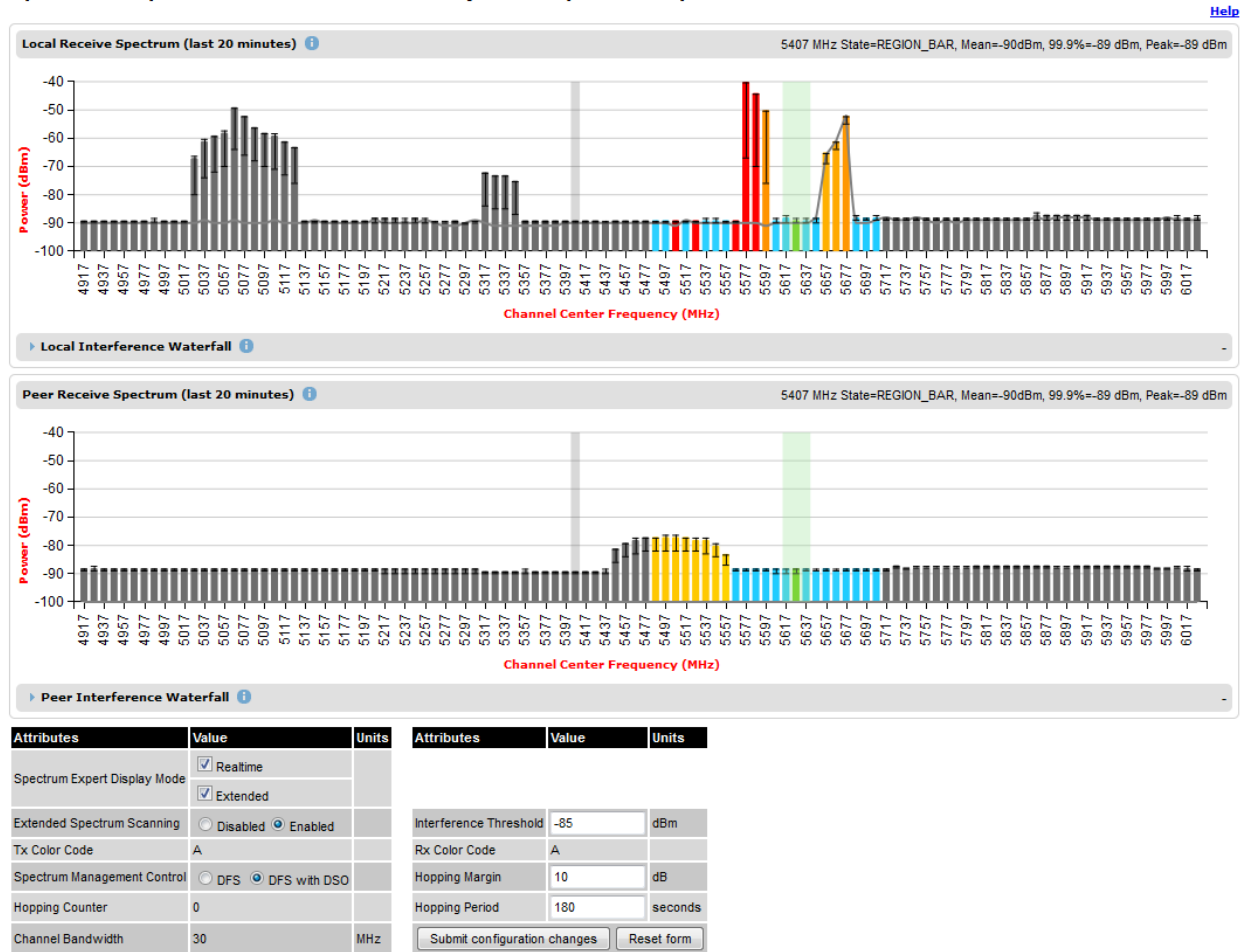 Help
Local Receive Spectrum (last 20 minutes) i 5407 MHz State=REGION_BAR, Mean=-90dBm, 99.9%=-89 dBm, Peak=-89 dBm
Power (dBm)
-40
-50
-60
-70
-80
-90
-100
4917 4937 4957 4977 4997 5017 5037 5057 5077 5097 5117 5137 5157 5177 5197 5217 5237 5257 5277 5297 5317 5337 5357 5377 5397 5417 5437 5457 5477 5497 5517 5537 5557 5577 5597 5617 5637 5657 5677 5697 5717 5737 5757 5777 5797 5817 5837 5857 5877 5897 5917 5937 5957 5977 5997 6017
Channel Center Frequency (MHz)
Local Interference Waterfall i -
Peer Receive Spectrum (last 20 minutes) i 5407 MHz State=REGION_BAR, Mean=-90dBm, 99.9%=-89 dBm, Peak=-89 dBm
Power (dBm)
-40
-50
-60
-70
-80
-90
-100
4917 4937 4957 4977 4997 5017 5037 5057 5077 5097 5117 5137 5157 5177 5197 5217 5237 5257 5277 5297 5317 5337 5357 5377 5397 5417 5437 5457 5477 5497 5517 5537 5557 5577 5597 5617 5637 5657 5677 5697 5717 5737 5757 5777 5797 5817 5837 5857 5877 5897 5917 5937 5957 5977 5997 6017
Channel Center Frequency (MHz)
Peer Interference Waterfall i -
Attributes Value Units Attributes Value Units
Spectrum Expert Display Mode Realtime
Extended
Extended Spectrum Scanning Disabled Enabled Interference Threshold -85 dBm
Tx Color Code A Rx Color Code A
Spectrum Management Control DFS DFS with DSO Hopping Margin 10 dB
Hopping Counter 0 Hopping Period 180 seconds
Channel Bandwidth 30 MHz Submit configuration changes Reset form